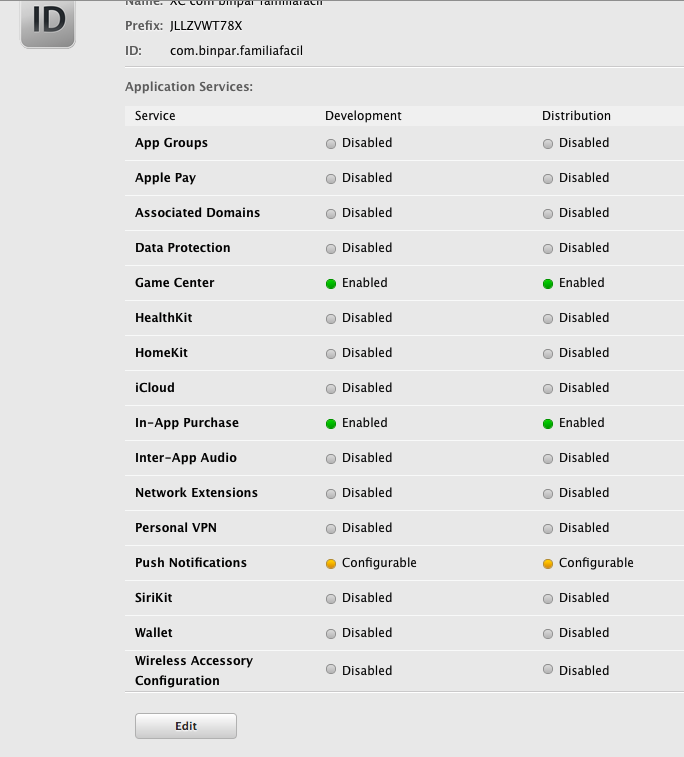 ID
Name: XC com binpar familiafacil
Prefix: JLLZVWT78X
ID: com.binpar.familiafacil
Application Services:
Service Development Distribution
App Groups Disabled Disabled
Apple Pay Disabled Disabled
Associated Domains Disabled Disabled
Data Protection Disabled Disabled
Game Center Enabled Enabled
HealthKit Disabled Disabled
HomeKit Disabled Disabled
iCloud Disabled Disabled
In-App Purchase Enabled Enabled
Inter-App Audio Disabled Disabled
Network Extensions Disabled Disabled
Personal VPN Disabled Disabled
Push Notifications Configurable Configurable
SiriKit Disabled Disabled
Wallet Disabled Disabled
Wireless Accessory
Configuration Disabled Disabled
Edit